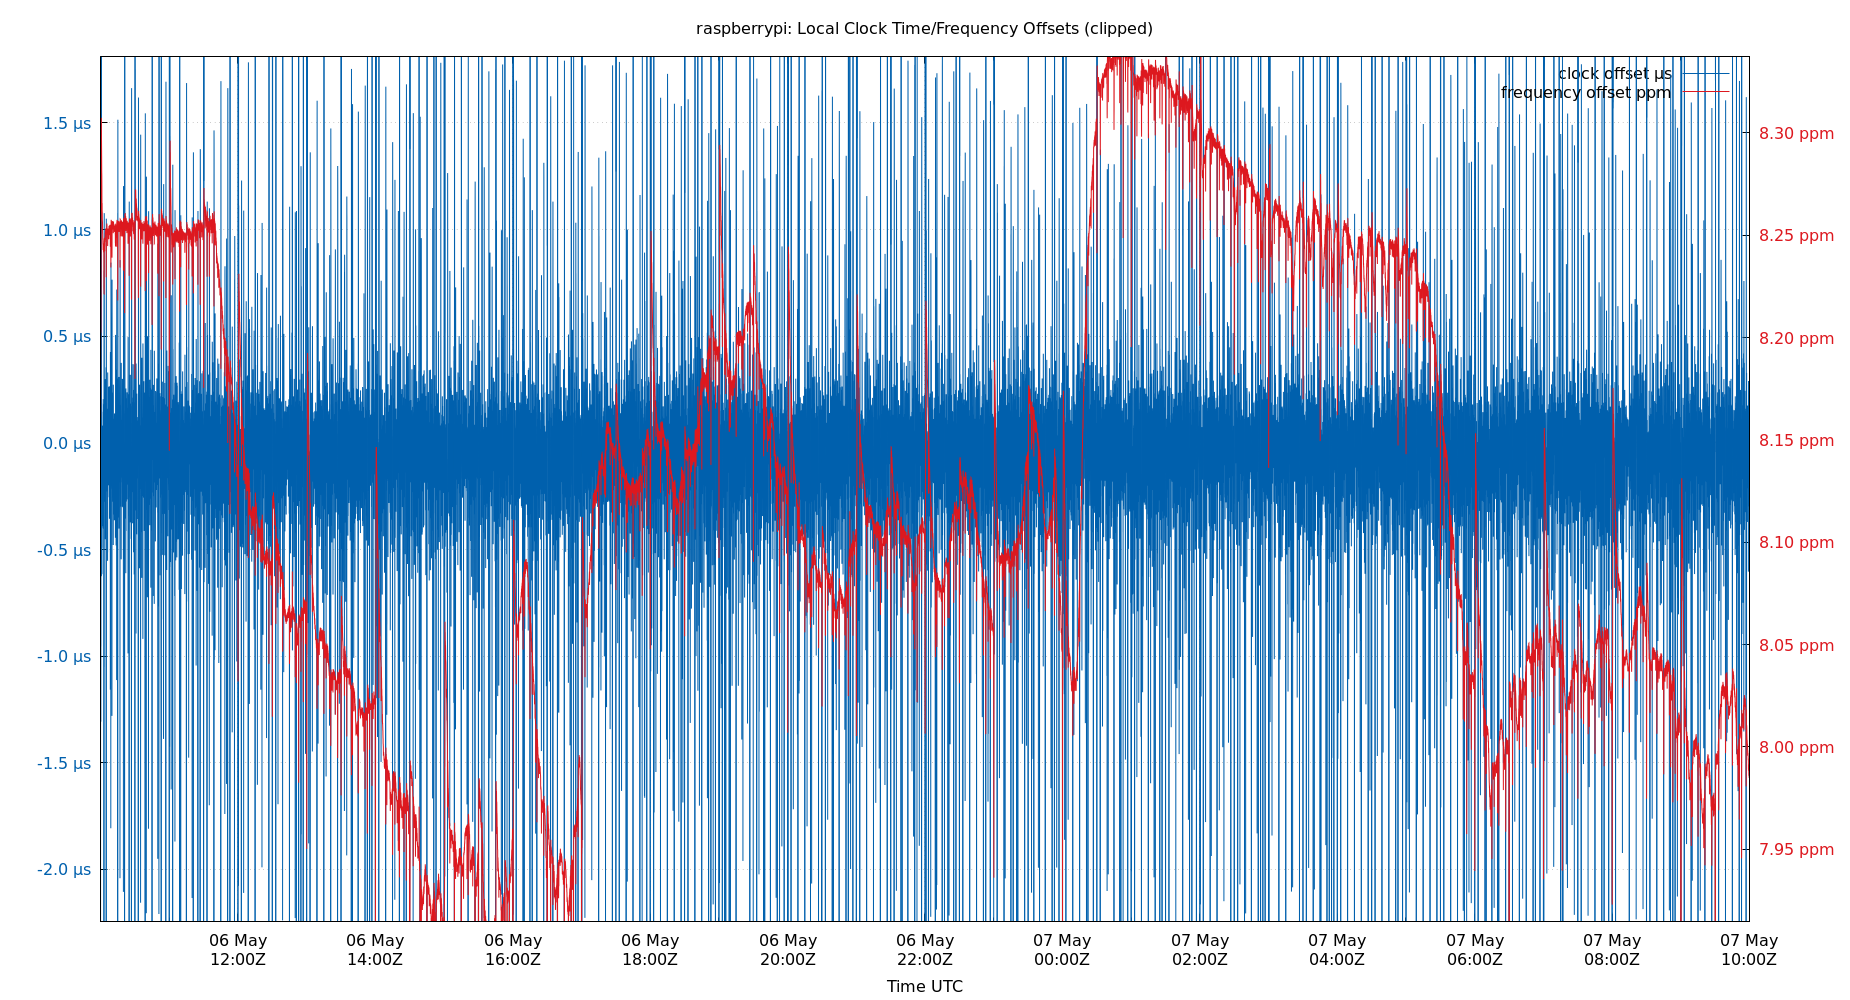 raspberrypi: Local Clock Time/Frequency Offsets (clipped)
clock offset µs
frequency offset ppm
1.5 µs
1.0 µs
0.5 µs
0.0 µs
-0.5 µs
-1.0 µs
-1.5 µs
-2.0 µs
8.30 ppm
8.25 ppm
8.20 ppm
8.15 ppm
8.10 ppm
8.05 ppm
8.00 ppm
7.95 ppm
06 May
12:00Z
06 May
14:00Z
06 May
16:00Z
06 May
18:00Z
06 May
20:00Z
06 May
22:00Z
07 May
00:00Z
07 May
02:00Z
07 May
04:00Z
07 May
06:00Z
07 May
08:00Z
07 May
10:00Z
Time UTC